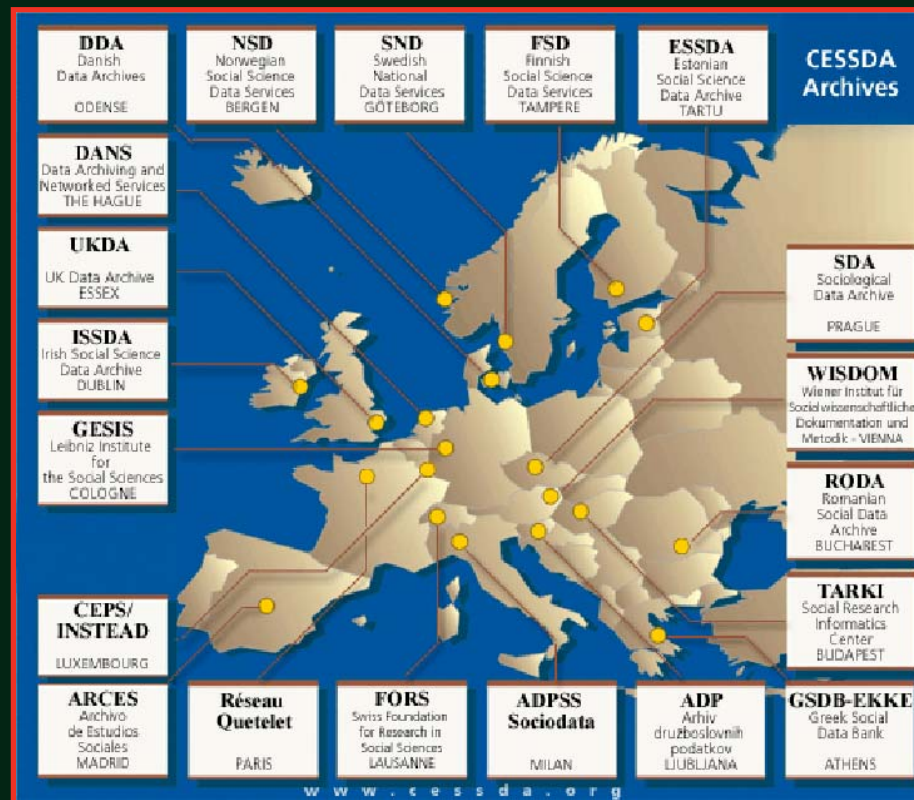 DDA
Danish
Data Archives
ODENSE
NSD
Norwegian
Social Science
Data Services
BERGEN
SND
Swedish
National
Data Services
GÖTEBORG
FSD
Finnish
Social Science
Data Services
TAMPERE
ESSDA
Estonian
Social Science
Data Archive
TARTU
CESSDA
Archives
DANS
Data Archiving and
Networked Services
THE HAGUE
UKDA
UK Data Archive
ESSEX
ISSDA
Irish Social Science
Data Archive
DUBLIN
GESIS
Leibniz Institute
for
the Social Sciences
COLOGNE
SDA
Sociological
Data Archive
PRAGUE
WISDOM
Wiener Institut für
Sozialwissenschaftliche
Dokumentation und
Metodik - VIENNA
RODA
Romanian
Social Data
Archive
BUCHAREST
TARKI
Social Research
Informatics
Center
BUDAPEST
CEPS/
INSTEAD
LUXEMBOURG
ARCES
Archivo
de Estudios
Sociales
MADRID
Réseau
Quetelet
PARIS
FORS
Swiss Foundation
for Research in
Social Sciences
LAUSANNE
ADPSS
Sociodata
MILAN
ADP
Arhiv
družboslovnih
podatkov
LJUBLJANA
GSDB-EKKE
Greek Social
Data Bank
ATHENS
www.cessda.org